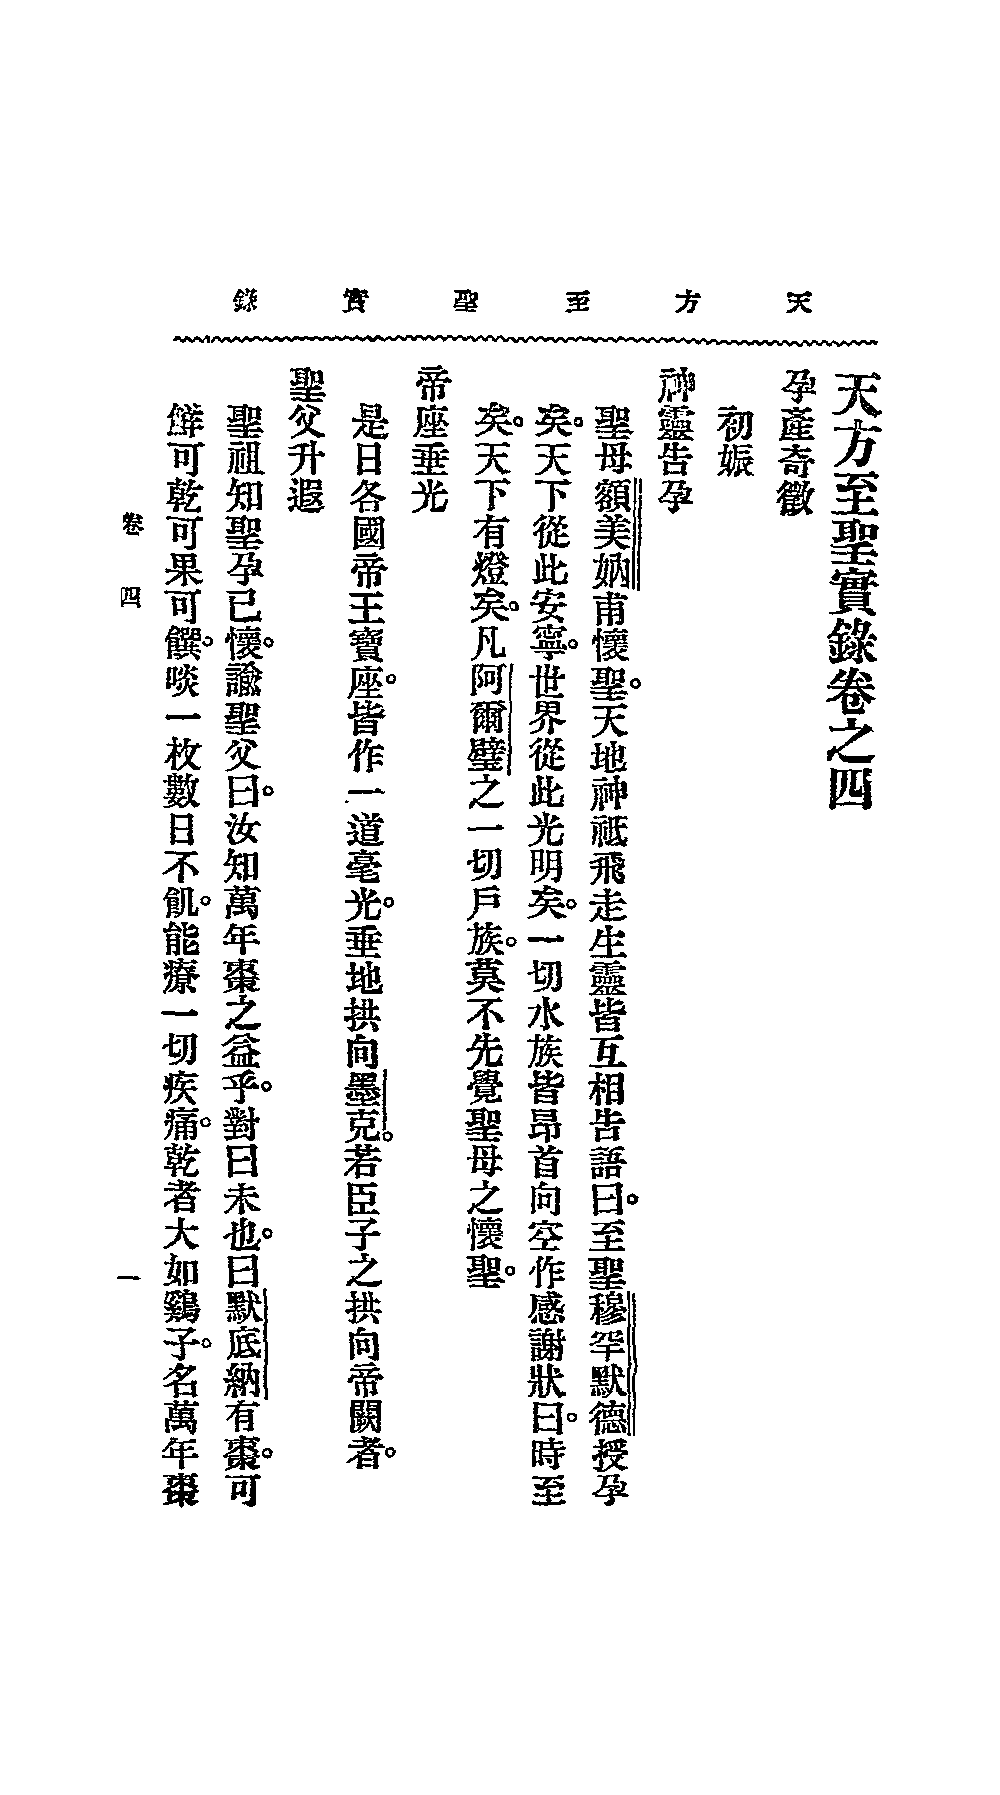 天方至聖實錄
天方至聖實錄卷之四
孕產奇徵
初娠
神靈告孕
聖母額美妠甫懷聖。天地神祗飛走生靈皆互相告語曰。至聖穆罕默德授孕
矣。天下從此安寧。世界從此光明矣。一切水族皆昂首向空作感謝狀曰。時至
矣。天下有燈矣。凡阿爾璧之一切戶族。莫不先覺聖母之懷聖。
帝座垂光
是日各國帝王寶座。皆作一道毫光。垂地拱向墨克。若臣子之拱向帝闕者。
聖父升遐
聖祖知聖孕已懷。諭聖父曰。汝知萬年棗之益乎。對曰未也。曰默底納有棗。可
鮮可乾可果可饌。啖一枚數日不飢。能療一切疾痛。乾者大如鷄子。名萬年棗
卷四
一